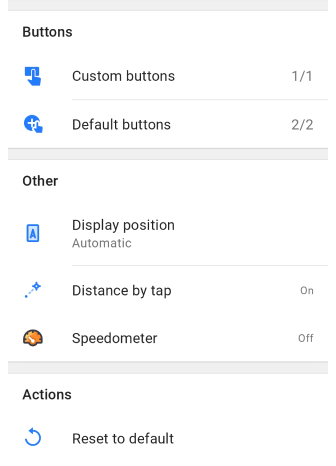 Buttons
Custom buttons 1/1
Default buttons 2/2
Other
A
Display position
Automatic
Distance by tap On
Speedometer Off
Actions
Reset to default